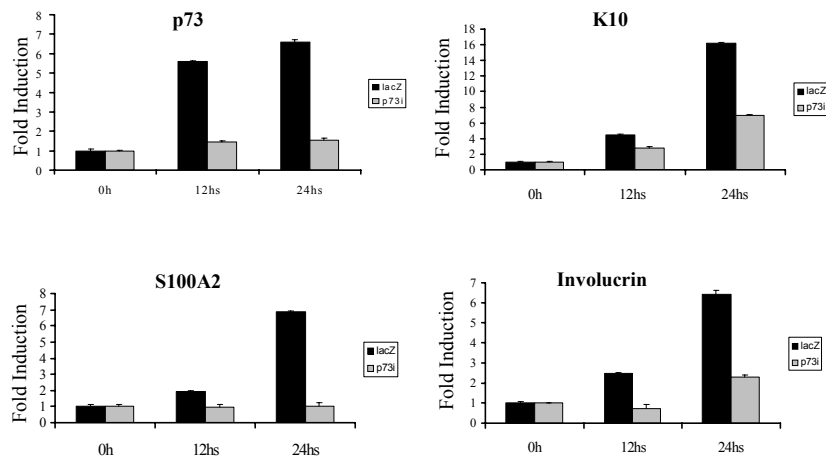 p73
Fold Induction
8
7
6
5
4
3
2
1
0
0h
12hs
24hs
lacZ
p73i
K10
Fold Induction
18
16
14
12
10
8
6
4
2
0
0h
12hs
24hs
lacZ
p73i
S100A2
Fold Induction
8
7
6
5
4
3
2
1
0
0h
12hs
24hs
lacZ
p73i
Involucrin
Fold Induction
7
6
5
4
3
2
1
0
0h
12hs
24hs
lacZ
p73i